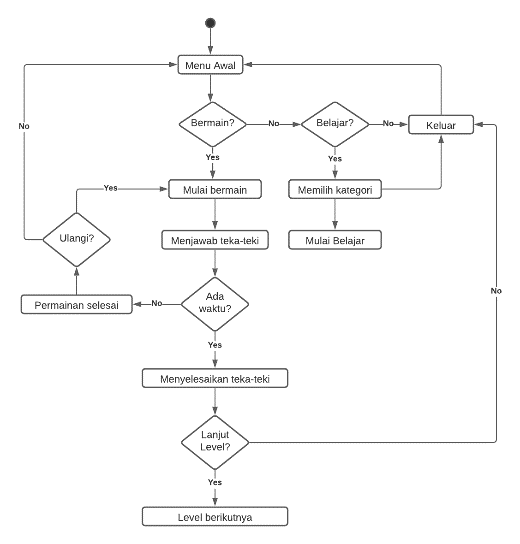 Menu Awal
No
Bermain?
No
Belajar?
No
Keluar
Yes
Yes
Yes
Mulai bermain
Memilih kategori
Ulangi?
Menjawab teka-teki
Mulai Belajar
Ada
waktu?
No
Permainan selesai
No
Yes
Menyelesaikan teka-teki
Lanjut
Level?
Yes
Level berikutnya